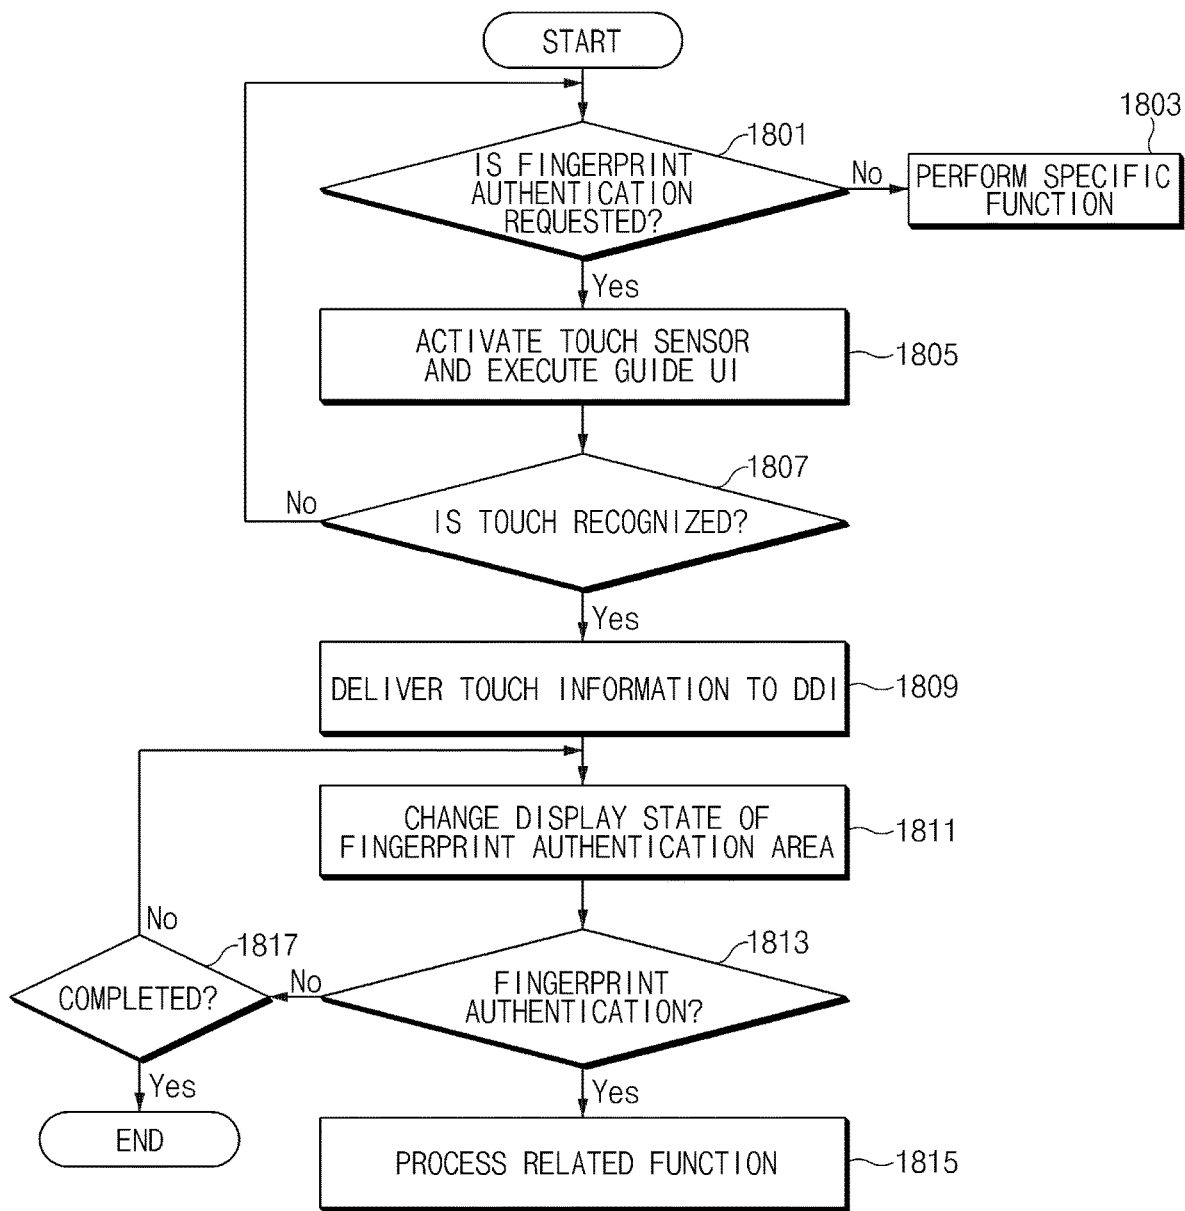 START
1801
1803
IS FINGERPRINT
AUTHENTICATION
REQUESTED?
No
PERFORM SPECIFIC
FUNCTION
Yes
ACTIVATE TOUCH SENSOR
AND EXECUTE GUIDE UI
1805
1807
No
IS TOUCH RECOGNIZED?
Yes
DELIVER TOUCH INFORMATION TO DDI
1809
CHANGE DISPLAY STATE OF
FINGERPRINT AUTHENTICATION AREA
1811
No
1817
1813
COMPLETED?
No
FINGERPRINT
AUTHENTICATION?
Yes
Yes
END
PROCESS RELATED FUNCTION
1815